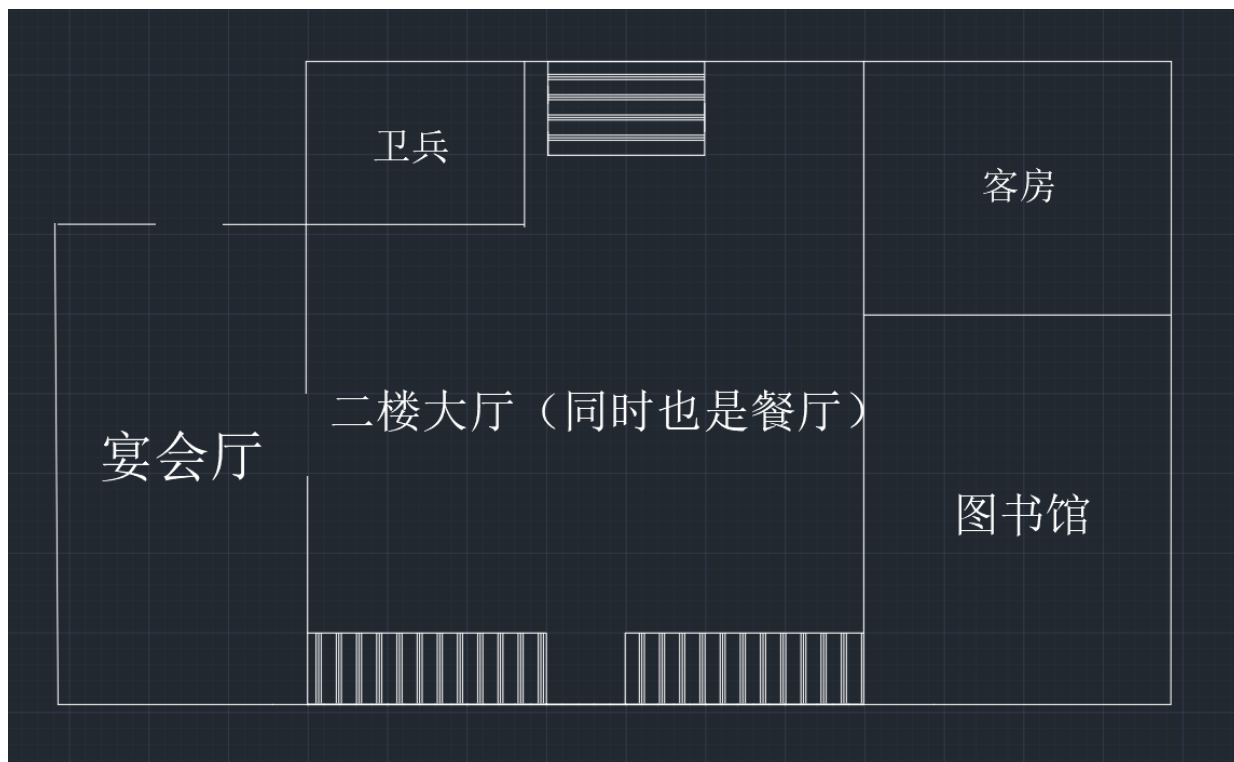 卫兵
客房
二楼大厅（同时也是餐厅）
宴会厅
图书馆